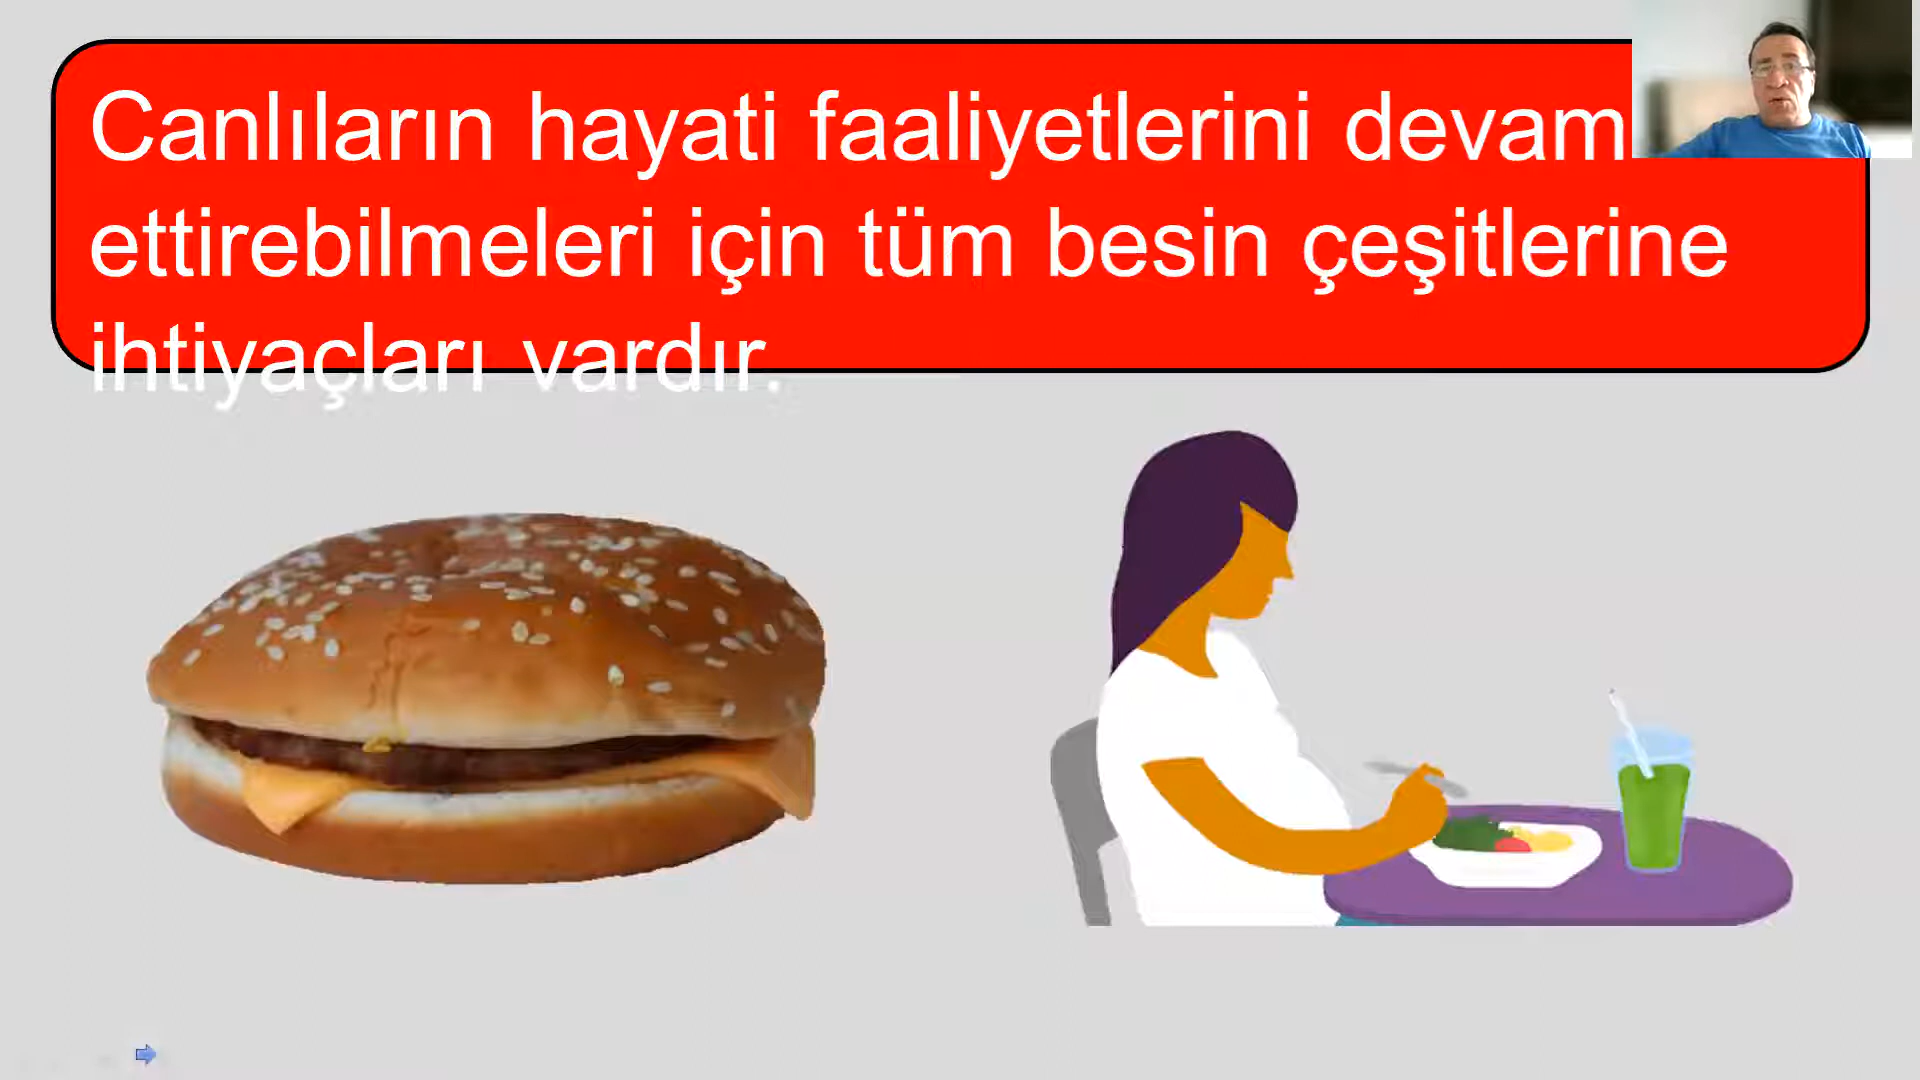 Canlıların hayati faaliyetlerini devam
ettirebilmeleri için tüm besin çeşitlerine
ihtiyaçları vardır.